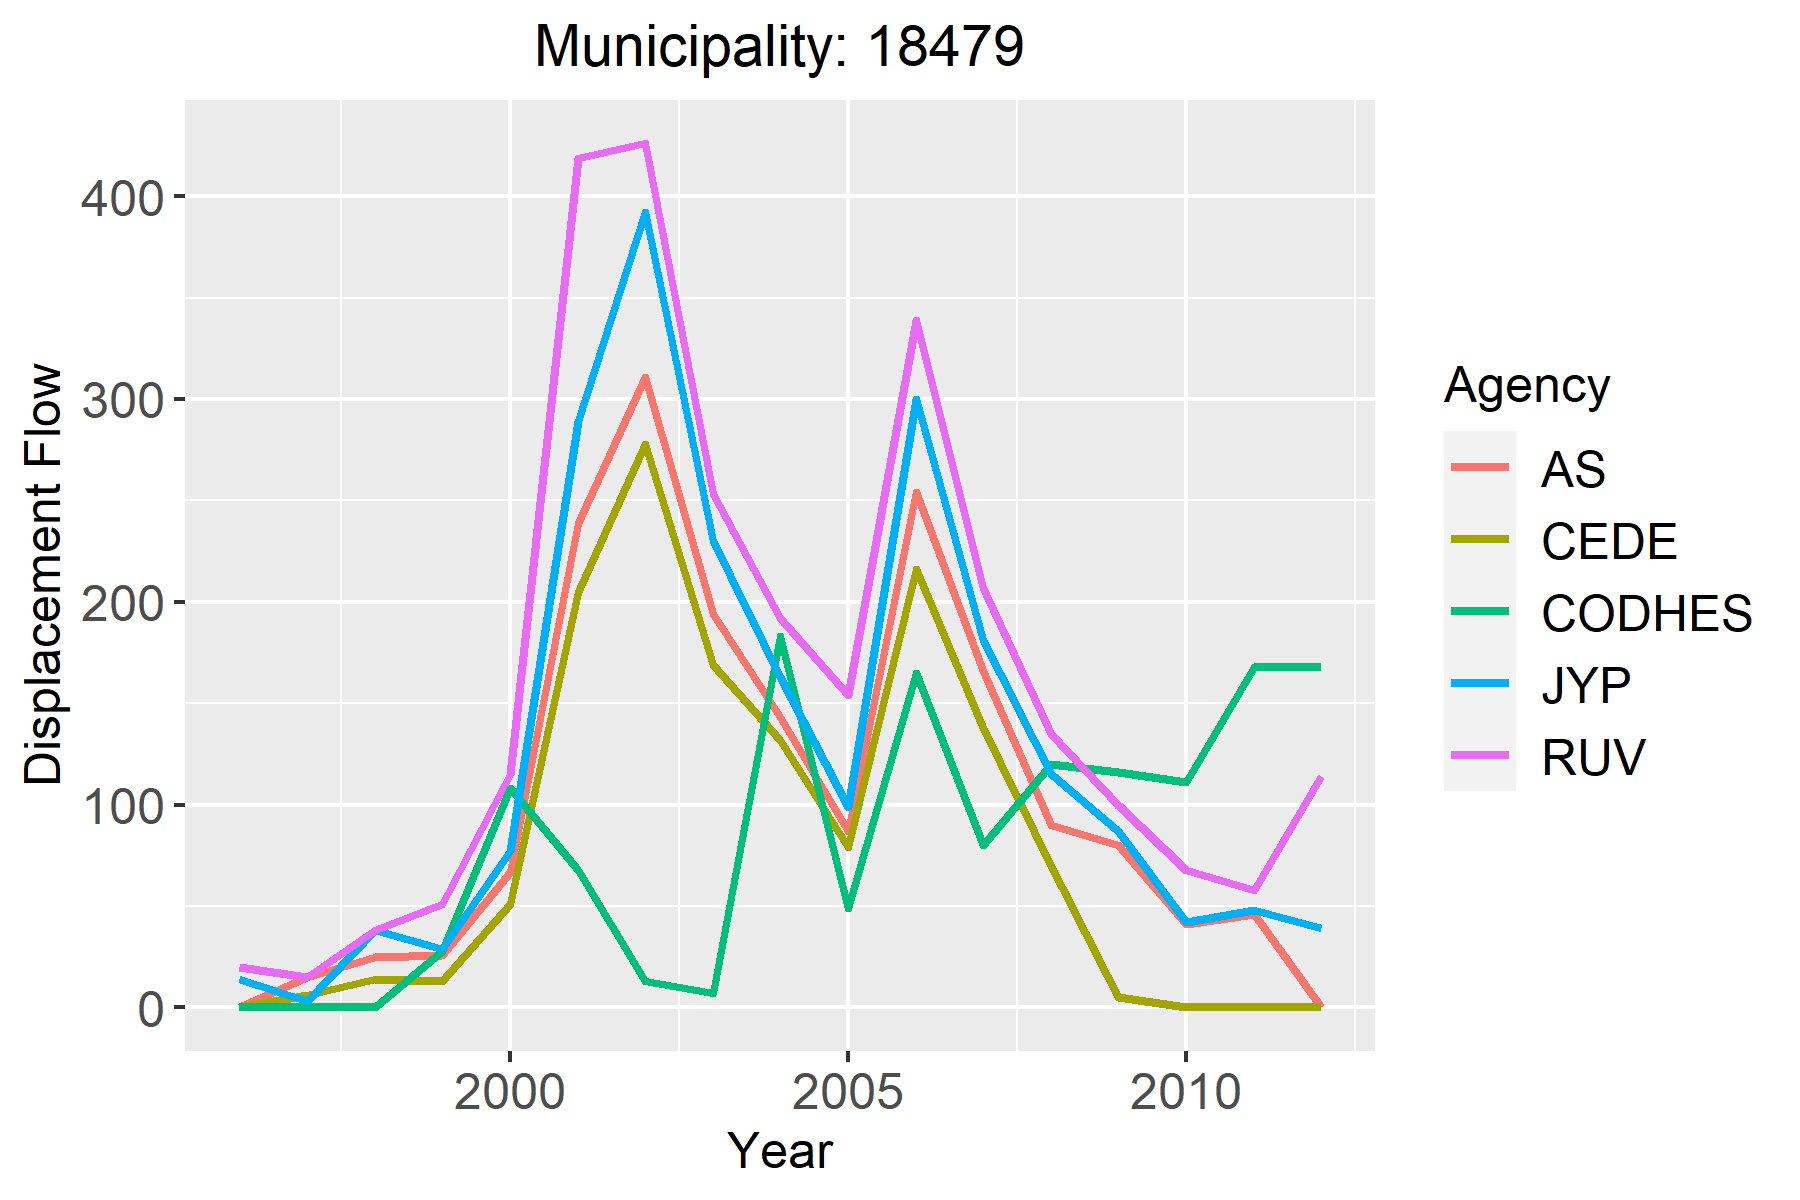 Municipality: 18479
Displacement Flow
400
300
200
100
0
2000 2005 2010
Year
Agency
AS
CEDE
CODHES
JYP
RUV